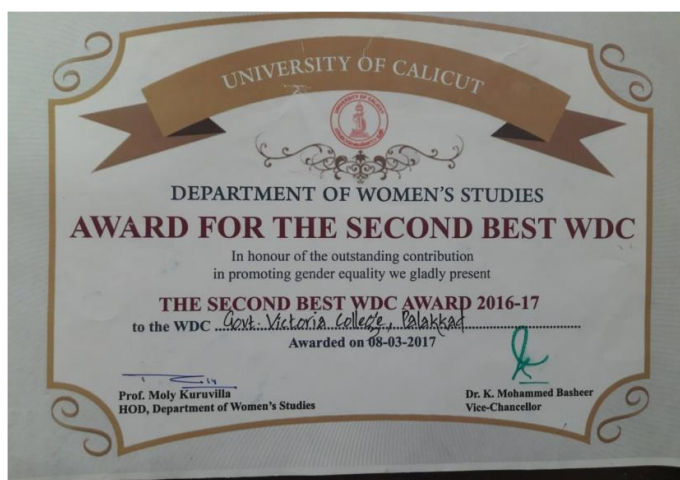 UNIVERSITY OF CALICUT
UNIVERSITY OF CALICUT
DEPARTMENT OF WOMEN'S STUDIES
AWARD FOR THE SECOND BEST WDC
In honour of the outstanding contribution
in promoting gender equality we gladly present
THE SECOND BEST WDC AWARD 2016-17
to the WDC ...Govt. Victoria College, Palakkad...
Awarded on 08-03-2017
Prof. Moly Kuruvilla
HOD, Department of Women's Studies
Dr. K. Mohammed Basheer
Vice-Chancellor